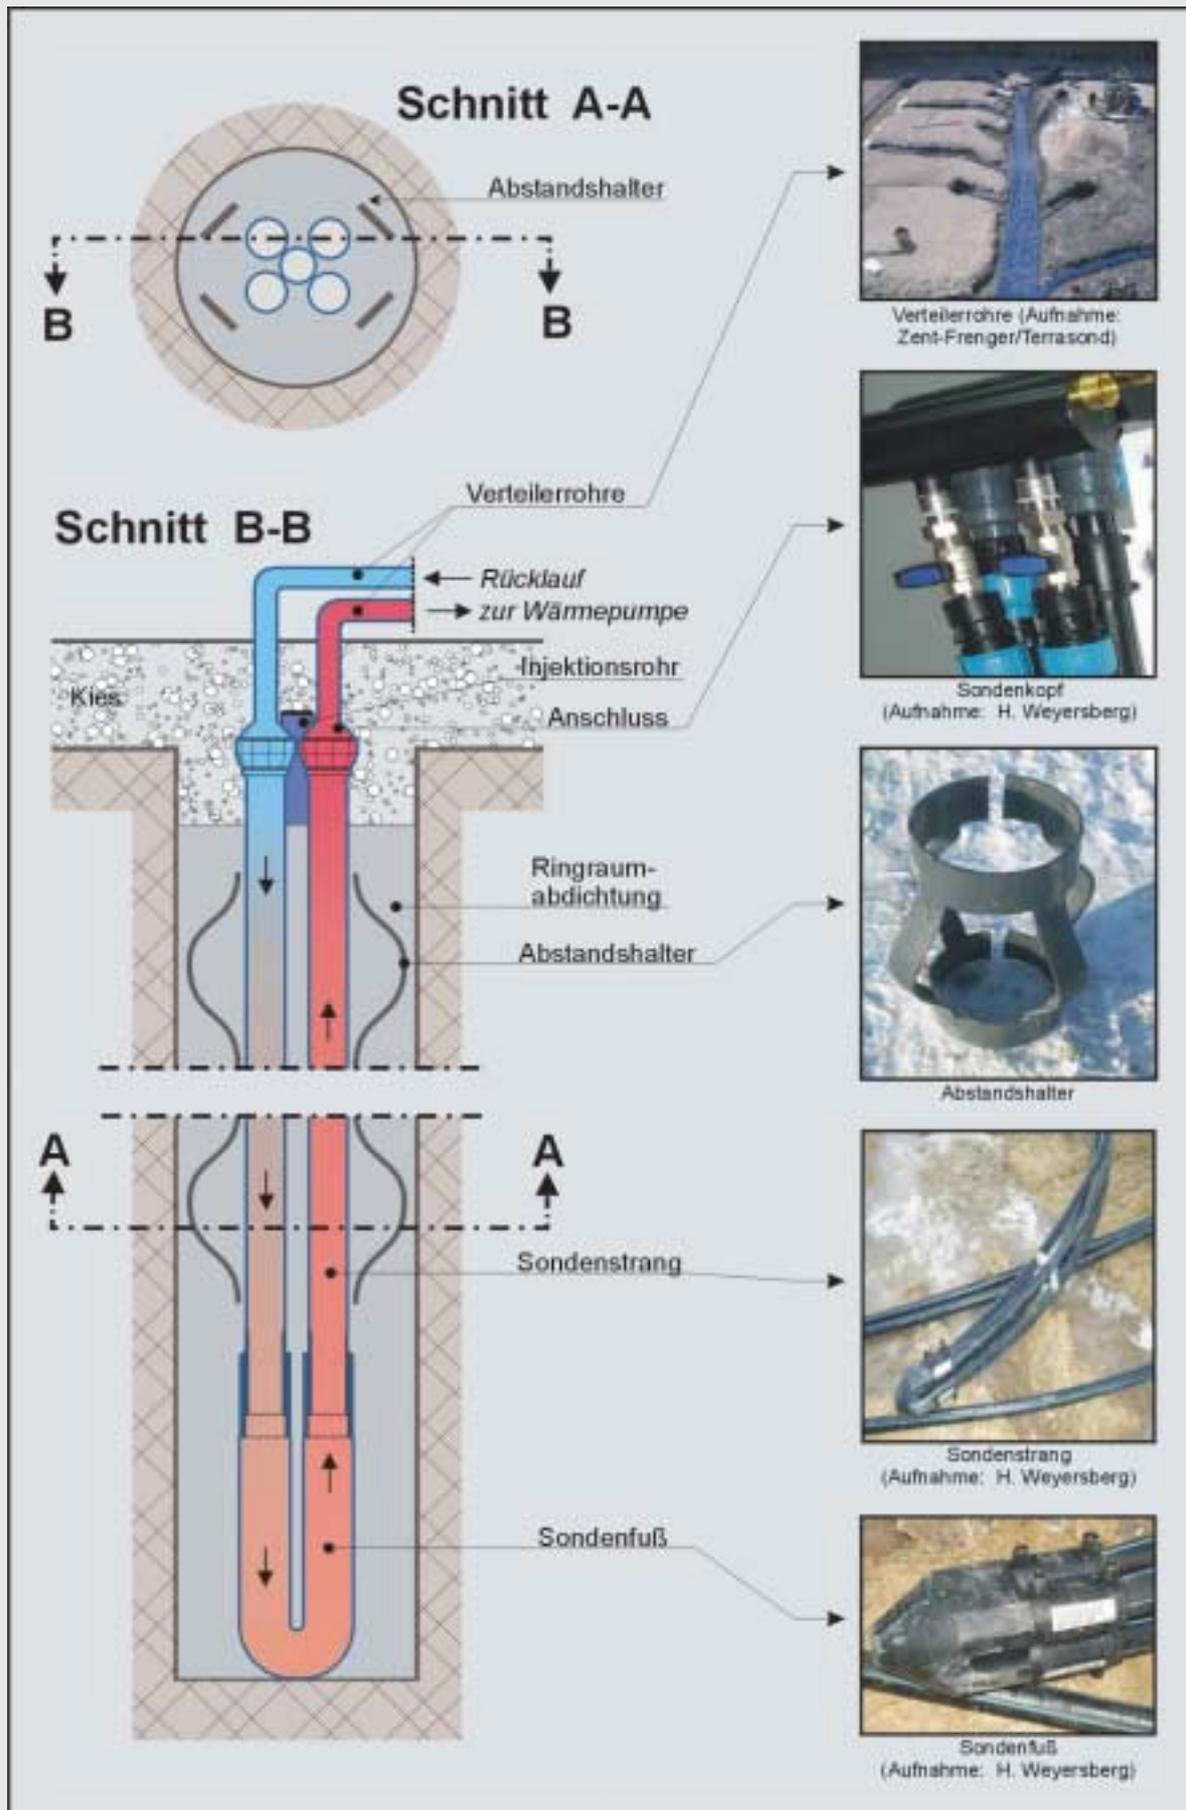 Schnitt A-A
Abstandshalter
B
B
Verteilerrohre (Aufnahme:
Zent-Frenger/Terrasond)
Verteilerrohre
Schnitt B-B
Rücklauf
zur Wärmepumpe
Injektionsrohr
Kies
Anschluss
Sondenkopf
(Aufnahme: H. Weyersberg)
Ringraum-
abdichtung
Abstandshalter
Abstandshalter
A
A
Sondenstrang
Sondenstrang
(Aufnahme: H. Weyersberg)
Sondenfuß
Sondenfuß
(Aufnahme: H. Weyersberg)